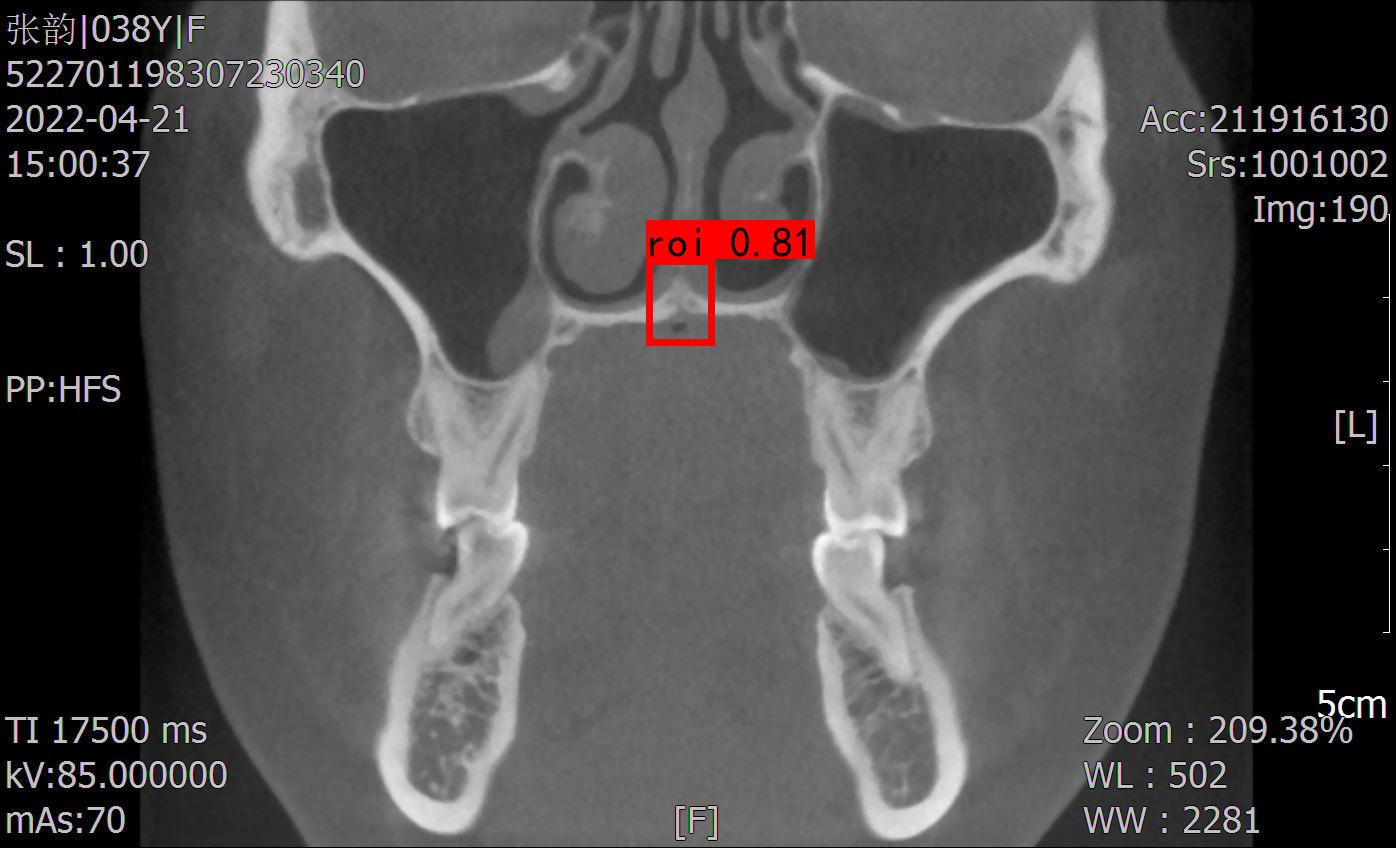 张韵|038Y|F
522701198307230340
2022-04-21
15:00:37
SL : 1.00
PP:HFS
Acc:211916130
Srs:1001002
Img:190
roi 0.81
[L]
5cm
TI 17500 ms
kV:85.000000
mAs:70
[F]
Zoom : 209.38%
WL : 502
WW : 2281